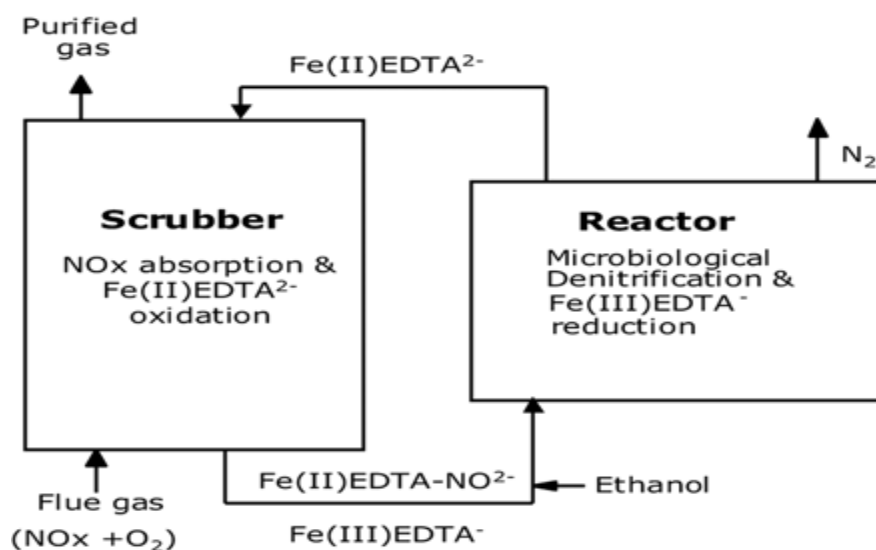 Purified
gas
Fe(II)EDTA²⁻
N₂
Scrubber
NOx absorption &
Fe(II)EDTA²⁻
oxidation
Reactor
Microbiological
Denitrification &
Fe(III)EDTA⁻
reduction
Flue gas
(NOx +O₂)
Fe(II)EDTA-NO²⁻
Fe(III)EDTA⁻
Ethanol